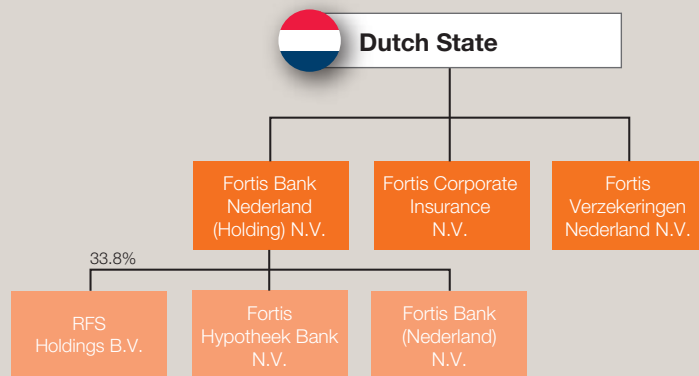 Dutch State
Fortis Bank
Nederland
(Holding) N.V.
Fortis Corporate
Insurance
N.V.
Fortis
Verzekeringen
Nederland N.V.
33.8%
RFS
Holdings B.V.
Fortis
Hypotheek Bank
N.V.
Fortis Bank
(Nederland)
N.V.